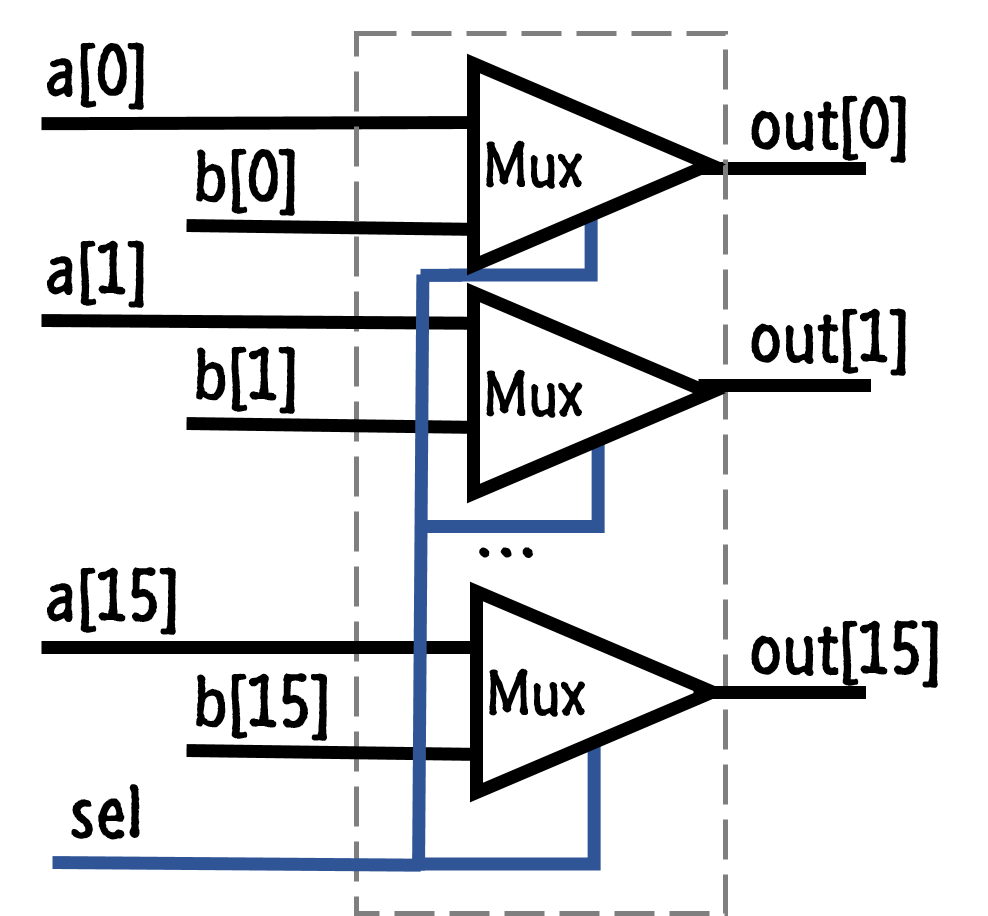 a[0]
out[0]
b[0]
Mux
a[1]
out[1]
b[1]
Mux
...
a[15]
out[15]
b[15]
Mux
sel